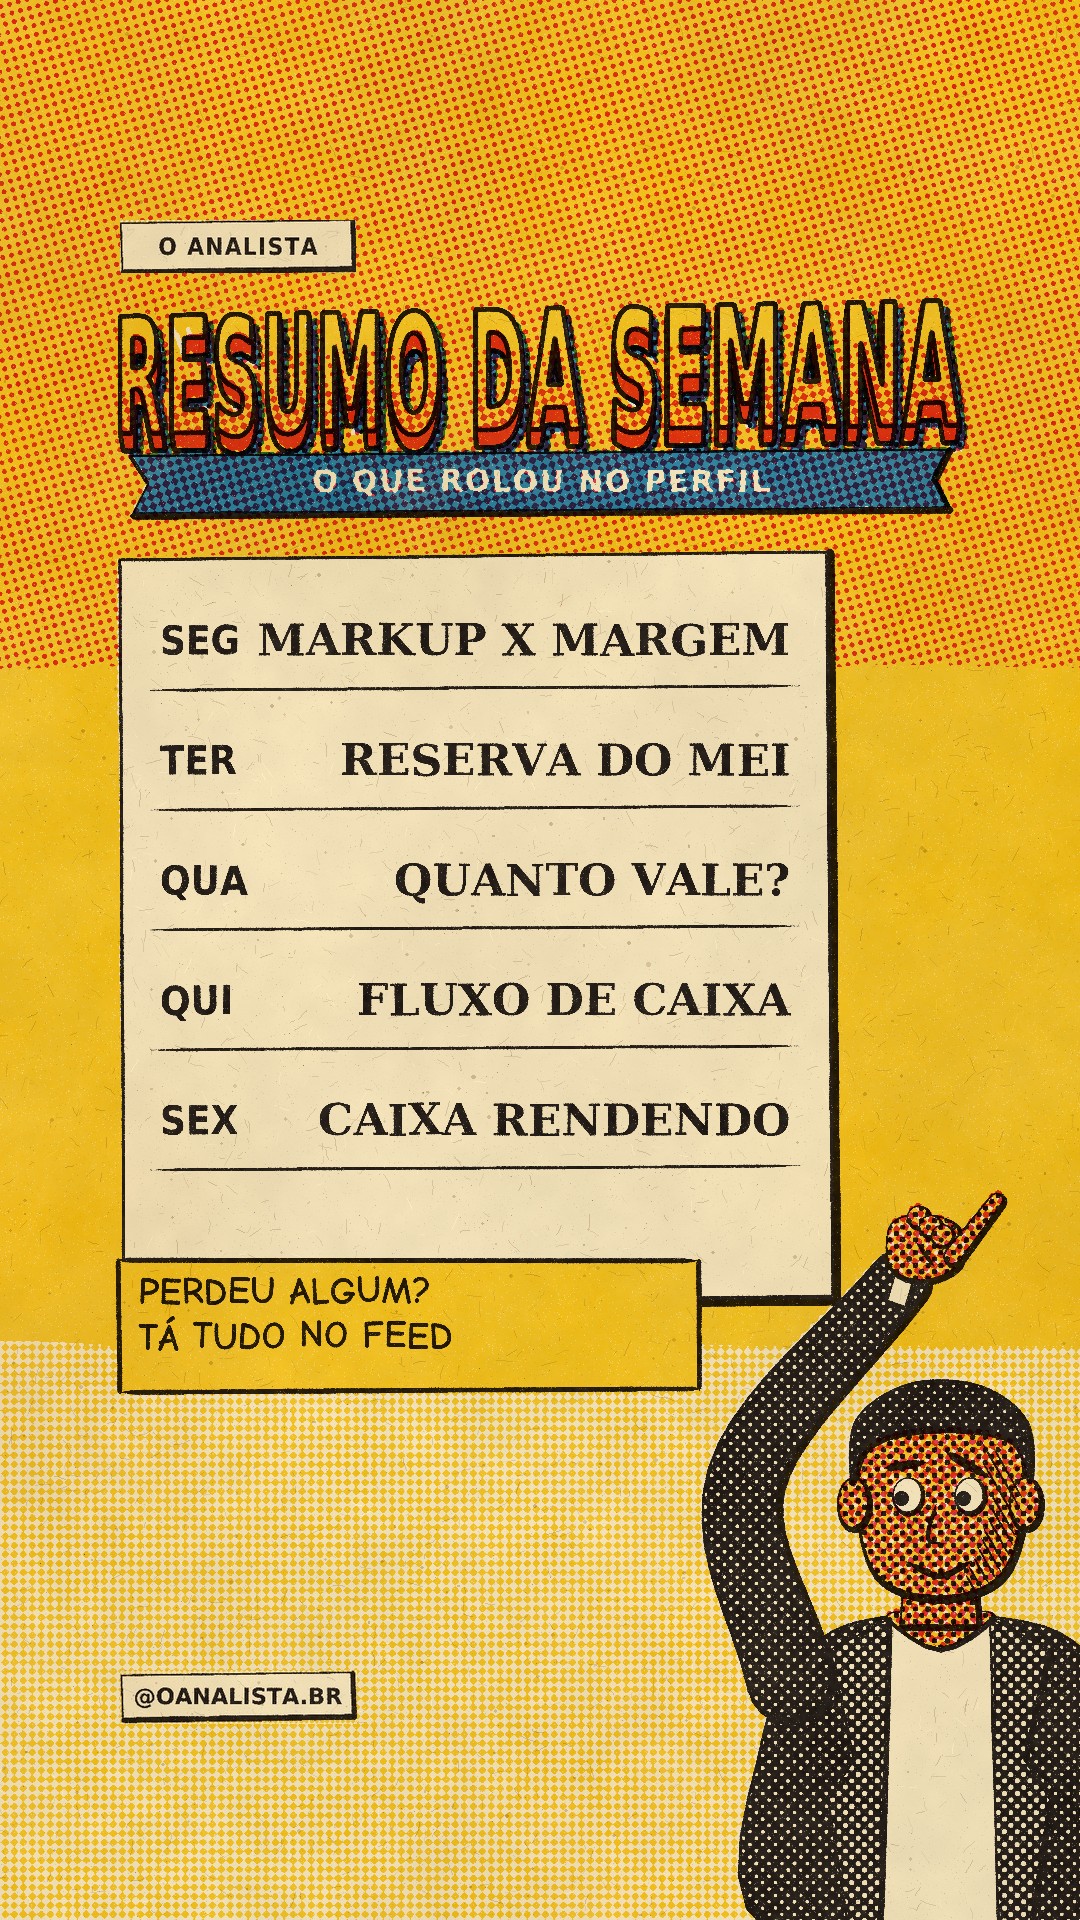 O ANALISTA
RESUMO DA SEMANA
O QUE ROLOU NO PERFIL
SEG MARKUP X MARGEM
TER RESERVA DO MEI
QUA QUANTO VALE?
QUI FLUXO DE CAIXA
SEX CAIXA RENDENDO
PERDEU ALGUM?
TÁ TUDO NO FEED
@OANALISTA.BR